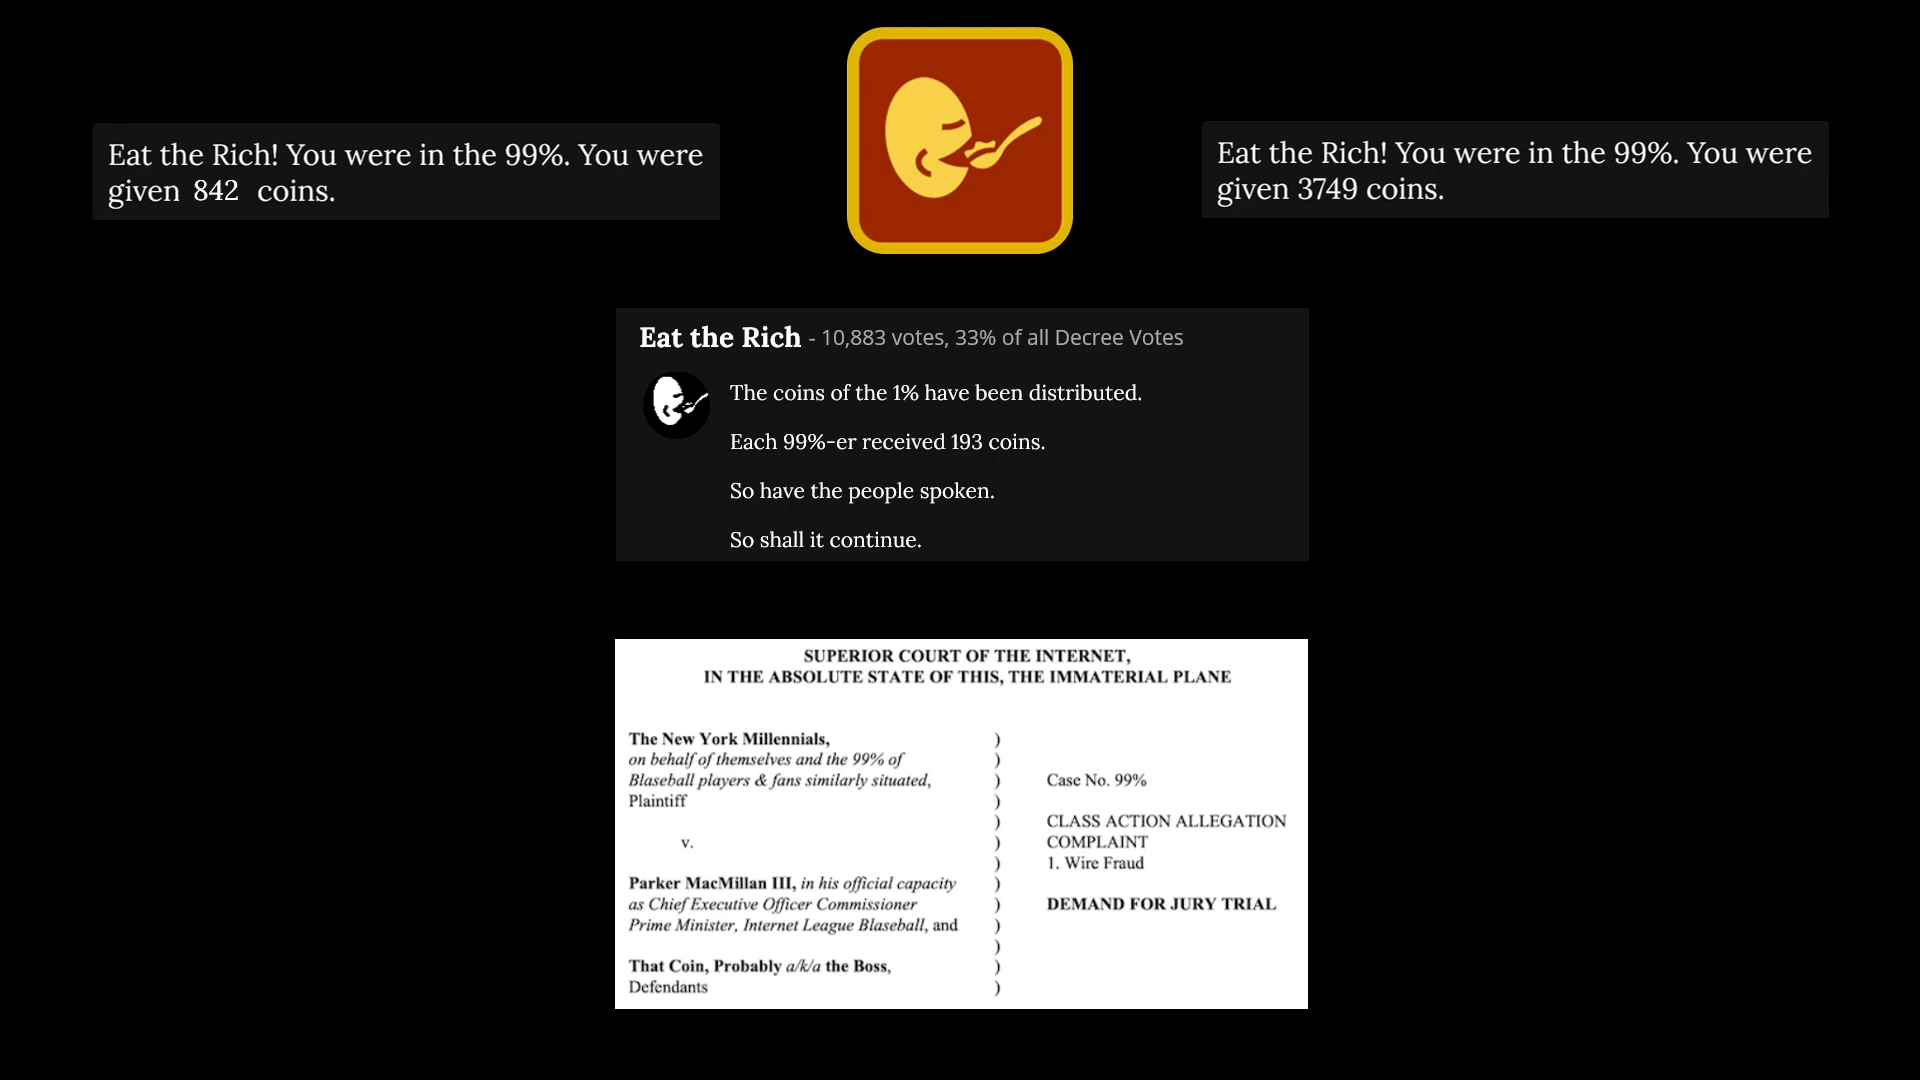 Eat the Rich! You were in the 99%. You were
given 842 coins.
Eat the Rich! You were in the 99%. You were
given 3749 coins.
Eat the Rich - 10,883 votes, 33% of all Decree Votes
The coins of the 1% have been distributed.
Each 99%-er received 193 coins.
So have the people spoken.
So shall it continue.
SUPERIOR COURT OF THE INTERNET,
IN THE ABSOLUTE STATE OF THIS, THE IMMATERIAL PLANE
The New York Millennials,
on behalf of themselves and the 99% of
Blaseball players & fans similarly situated,
Plaintiff
v.
Parker MacMillan III, in his official capacity
as Chief Executive Officer Commissioner
Prime Minister, Internet League Blaseball, and
That Coin, Probably a/k/a the Boss,
Defendants
)
)
)
)
)
)
)
)
)
)
)
)
)
Case No. 99%
CLASS ACTION ALLEGATION
COMPLAINT
1. Wire Fraud
DEMAND FOR JURY TRIAL